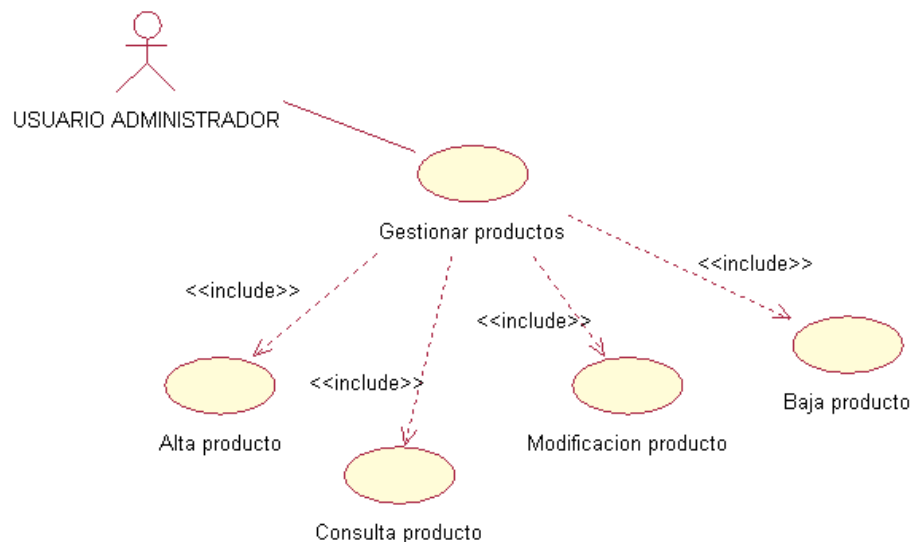 USUARIO ADMINISTRADOR
Gestionar productos
<<include>>
<<include>>
<<include>>
<<include>>
Alta producto
Consulta producto
Modificacion producto
Baja producto